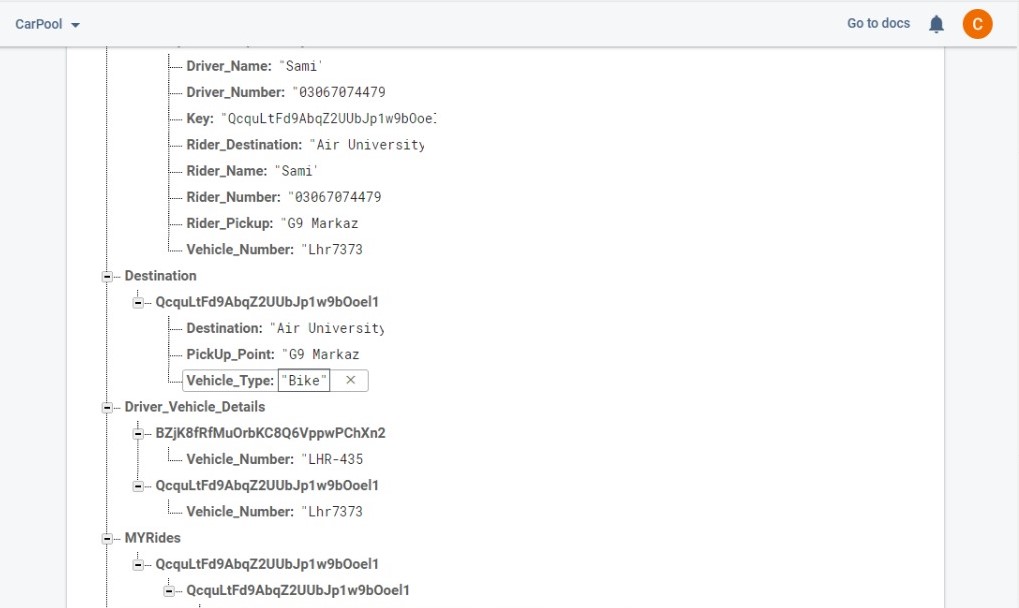 CarPool
Go to docs
C
Driver_Name: "Sami'
Driver_Number: "03067074479
Key: "QcquLtFd9AbqZ2UUbJp1w9bOoe
Rider_Destination: "Air University
Rider_Name: "Sami'
Rider_Number: "03067074479
Rider_Pickup: "G9 Markaz
Vehicle_Number: "Lhr7373
Destination
QcquLtFd9AbqZ2UUbJp1w9bOoel1
Destination: "Air University
PickUp_Point: "G9 Markaz
Vehicle_Type: "Bike" ×
Driver_Vehicle_Details
BZjK8fRfMuOrbKC8Q6VppwPChXn2
Vehicle_Number: "LHR-435
QcquLtFd9AbqZ2UUbJp1w9bOoel1
Vehicle_Number: "Lhr7373
MYRides
QcquLtFd9AbqZ2UUbJp1w9bOoel1
QcquLtFd9AbqZ2UUbJp1w9bOoel1